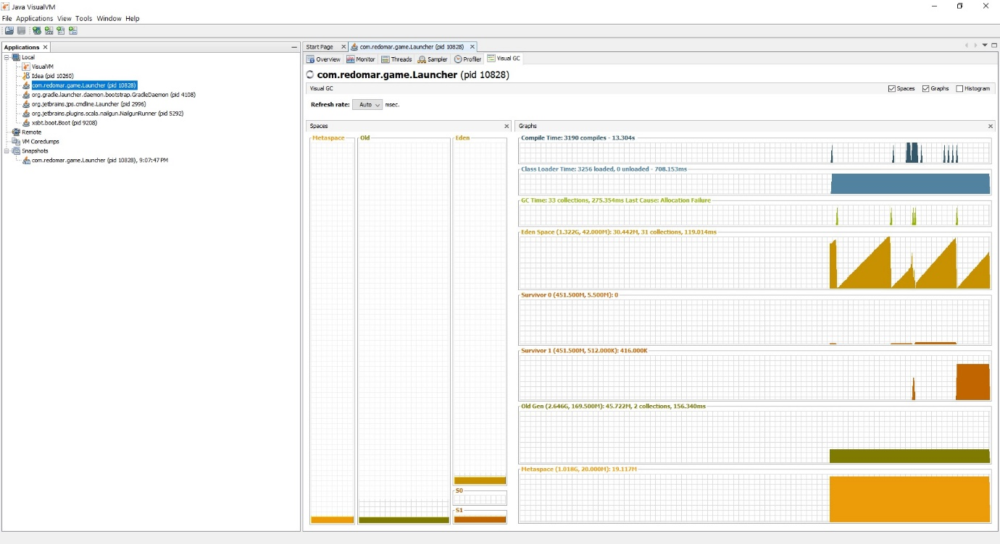 Java VisualVM
File Applications View Tools Window Help
Applications
Local
VisualVM
Idea (pid 10260)
com.redomar.game.Launcher (pid 10828)
org.gradle.launcher.daemon.bootstrap.GradleDaemon (pid 4108)
org.jetbrains.jps.cmdline.Launcher (pid 2996)
org.jetbrains.plugins.scala.nailgun.NailgunRunner (pid 5292)
xsbt.boot.Boot (pid 9208)
Remote
VM Coredumps
Snapshots
com.redomar.game.Launcher (pid 10828), 9:07:47 PM
Start Page com.redomar.game.Launcher (pid 10828)
Overview Monitor Threads Sampler Profiler Visual GC
com.redomar.game.Launcher (pid 10828)
Visual GC Spaces Graphs Histogram
Refresh rate: Auto msec.
Spaces
Metaspace Old Eden
S0
S1
Graphs
Compile Time: 3190 compiles - 13.304s
Class Loader Time: 3256 loaded, 0 unloaded - 708.153ms
GC Time: 33 collections, 275.354ms Last Cause: Allocation Failure
Eden Space (1.322G, 42.000M): 30.442M, 31 collections, 119.014ms
Survivor 0 (451.500M, 5.500M): 0
Survivor 1 (451.500M, 512.000K): 416.000K
Old Gen (2.646G, 169.500M): 45.722M, 2 collections, 156.340ms
Metaspace (1.018G, 20.000M): 19.117M